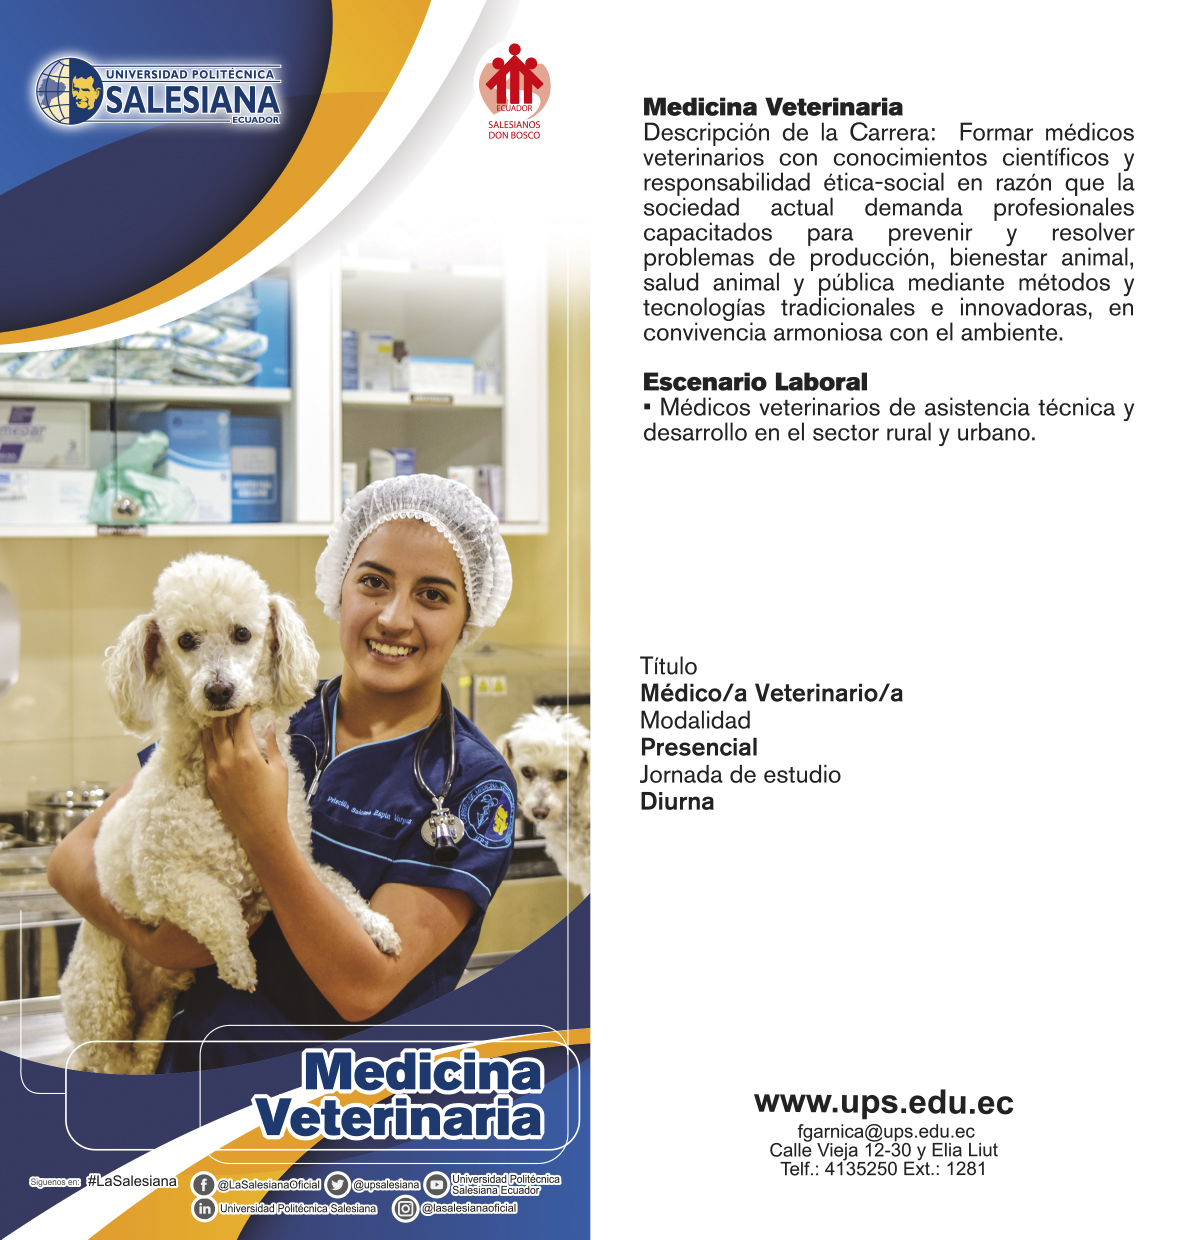 UNIVERSIDAD POLITÉCNICA
SALESIANA
ECUADOR
ECUADOR
SALESIANOS
DON BOSCO
Priscilla Salome Espin Vargas
U.P.S
Medicina
Veterinaria
Siguenos en: #LaSalesiana
@LaSalesianaOficial
@upsalesiana
Universidad Politécnica
Salesiana Ecuador
Universidad Politécnica Salesiana
@lasalesianaoficial
Medicina Veterinaria
Descripción de la Carrera: Formar médicos
veterinarios con conocimientos científicos y
responsabilidad ética-social en razón que la
sociedad actual demanda profesionales
capacitados para prevenir y resolver
problemas de producción, bienestar animal,
salud animal y pública mediante métodos y
tecnologías tradicionales e innovadoras, en
convivencia armoniosa con el ambiente.
Escenario Laboral
▪ Médicos veterinarios de asistencia técnica y
desarrollo en el sector rural y urbano.
Título
Médico/a Veterinario/a
Modalidad
Presencial
Jornada de estudio
Diurna
www.ups.edu.ec
fgarnica@ups.edu.ec
Calle Vieja 12-30 y Elia Liut
Telf.: 4135250 Ext.: 1281